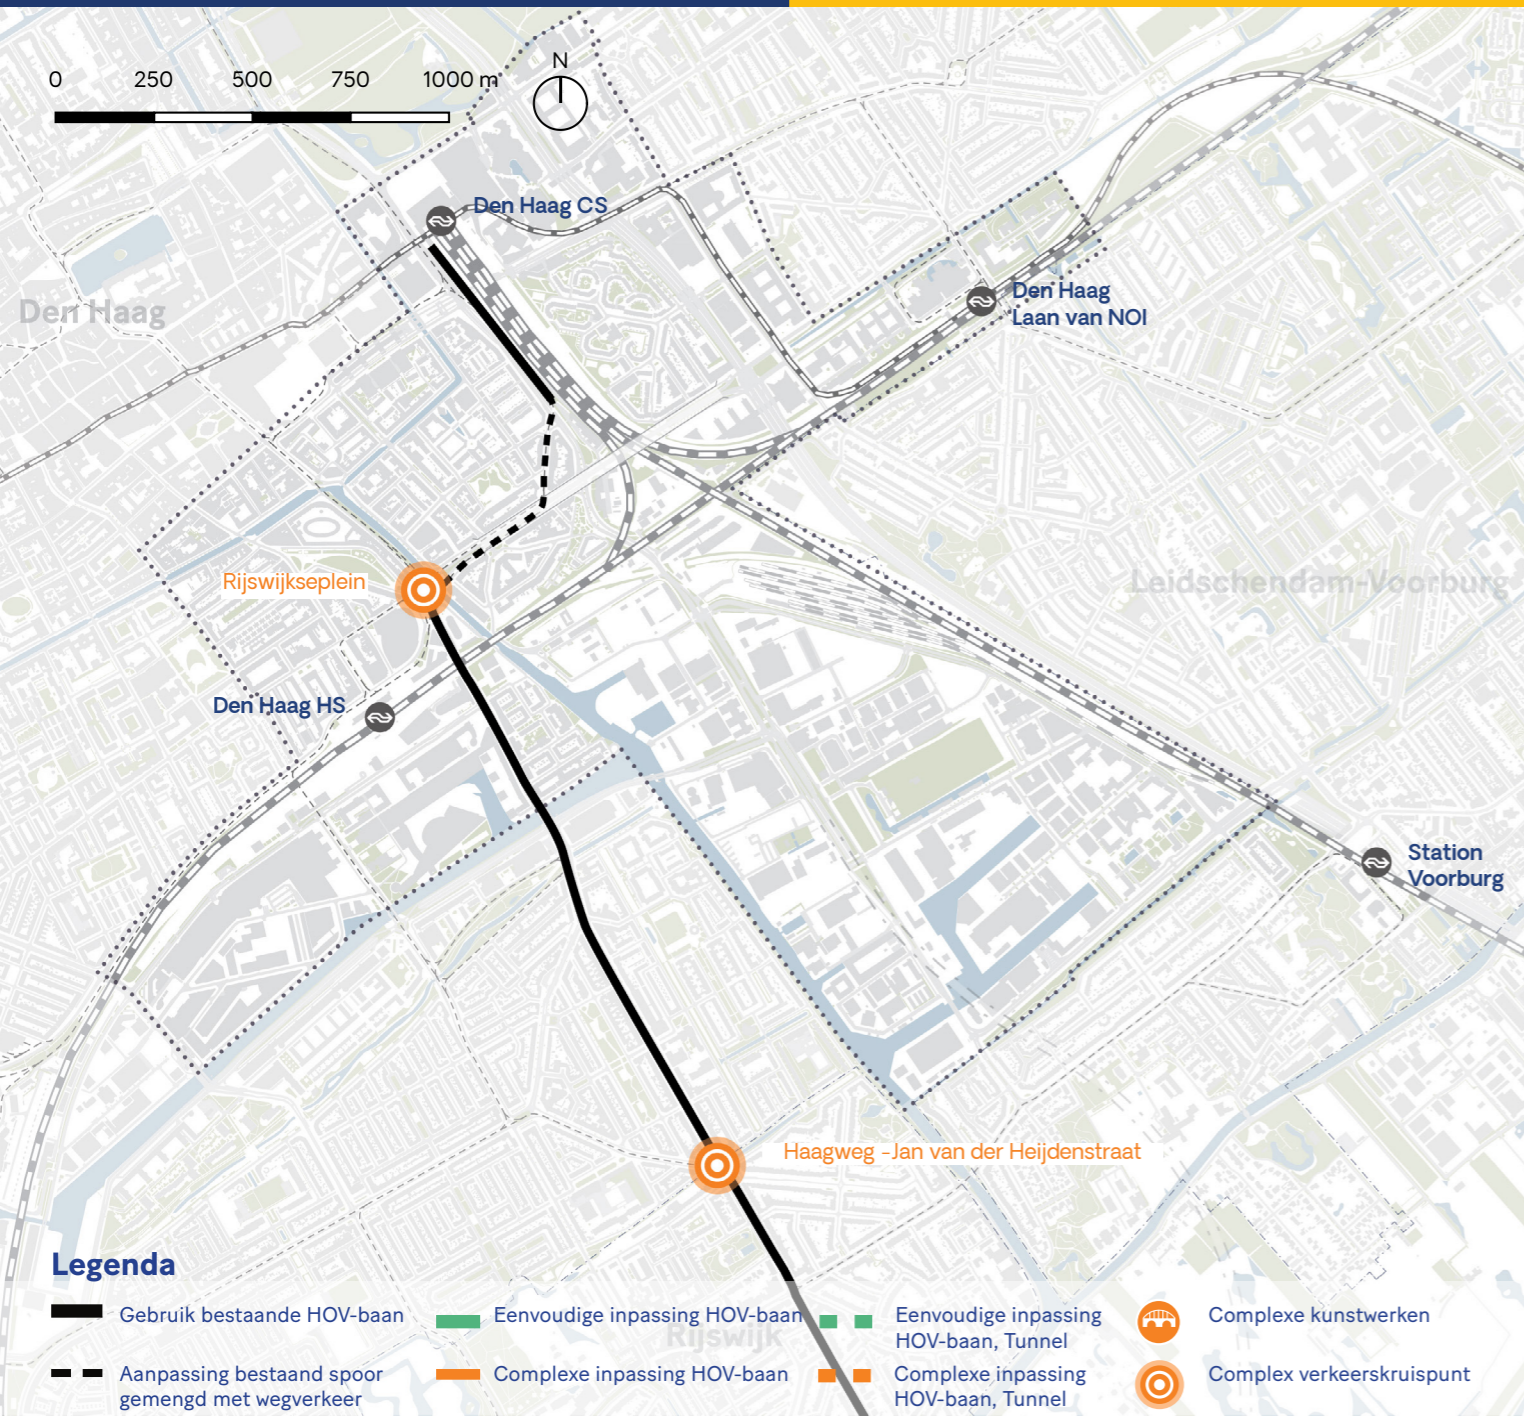 0 250 500 750 1000 m
N
Den Haag CS
Den Haag
Den Haag
Laan van NOI
Rijswijkseplein
Leidschendam-Voorburg
Den Haag HS
Station
Voorburg
Haagweg -Jan van der Heijdenstraat
Legenda
Gebruik bestaande HOV-baan
Aanpassing bestaand spoor
gemengd met wegverkeer
Eenvoudige inpassing HOV-baan
Rijswijk
Complexe inpassing HOV-baan
Eenvoudige inpassing
HOV-baan, Tunnel
Complexe inpassing
HOV-baan, Tunnel
Complexe kunstwerken
Complex verkeerskruispunt